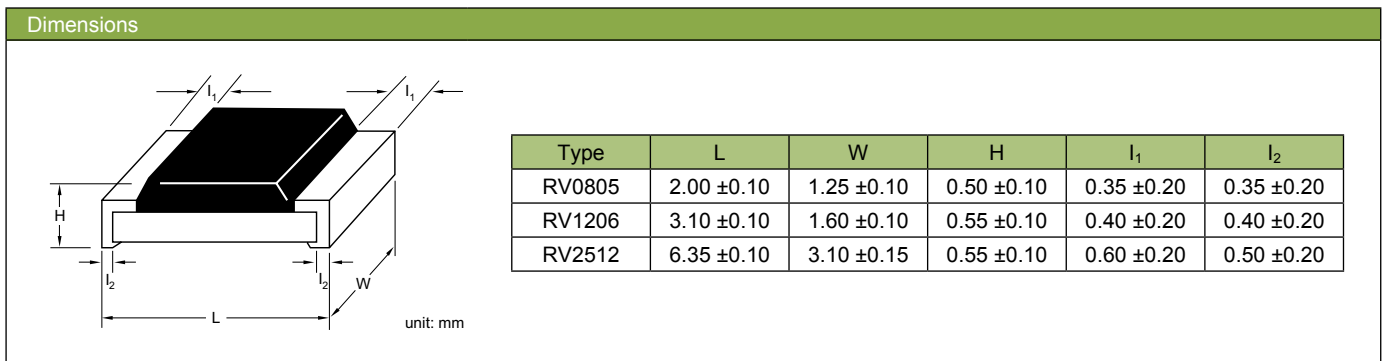 Dimensions
I₁ I₁
H
I₂ I₂ W
L
unit: mm
Type L W H I₁ I₂
RV0805 2.00 ±0.10 1.25 ±0.10 0.50 ±0.10 0.35 ±0.20 0.35 ±0.20
RV1206 3.10 ±0.10 1.60 ±0.10 0.55 ±0.10 0.40 ±0.20 0.40 ±0.20
RV2512 6.35 ±0.10 3.10 ±0.15 0.55 ±0.10 0.60 ±0.20 0.50 ±0.20